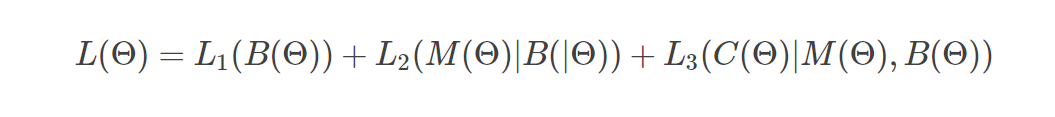 L(Θ) = L₁(B(Θ)) + L₂(M(Θ)|B(|Θ)) + L₃(C(Θ)|M(Θ), B(Θ))